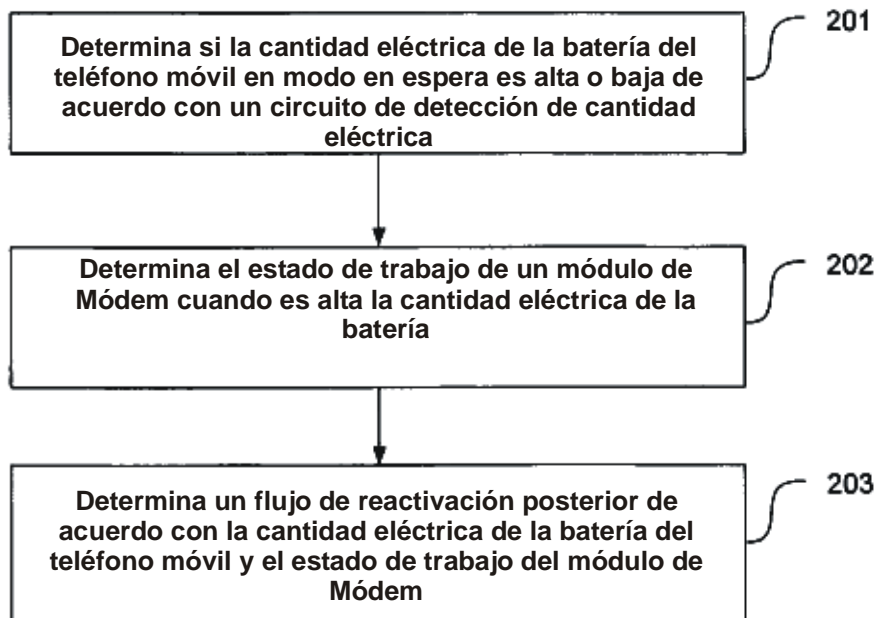 201
Determina si la cantidad eléctrica de la batería del
teléfono móvil en modo en espera es alta o baja de
acuerdo con un circuito de detección de cantidad
eléctrica
202
Determina el estado de trabajo de un módulo de
Módem cuando es alta la cantidad eléctrica de la
batería
203
Determina un flujo de reactivación posterior de
acuerdo con la cantidad eléctrica de la batería del
teléfono móvil y el estado de trabajo del módulo de
Módem